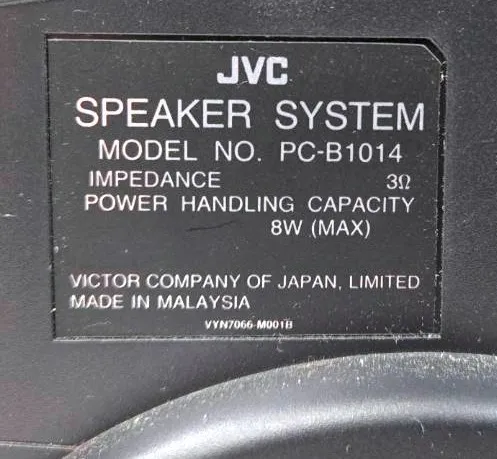 JVC
SPEAKER SYSTEM
MODEL NO. PC-B1014
IMPEDANCE 3Ω
POWER HANDLING CAPACITY
8W (MAX)
VICTOR COMPANY OF JAPAN, LIMITED
MADE IN MALAYSIA
VYN7066-M001B